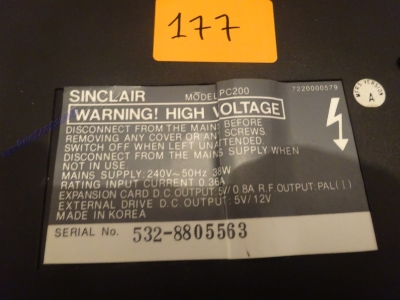 177
SINCLAIR MODEL PC200 7220000579
WARNING! HIGH VOLTAGE
DISCONNECT FROM THE MAINS BEFORE
REMOVING ANY COVER OR ANY SCREWS
SWITCH OFF WHEN LEFT UNATTENDED.
DISCONNECT FROM THE MAINS SUPPLY WHEN
NOT IN USE
MAINS SUPPLY: 240V~50Hz 38W
RATING INPUT CURRENT 0.36A
EXPANSION CARD D.C OUTPUT: 5V/0.8A R.F OUTPUT: PAL(I)
EXTERNAL DRIVE D.C OUTPUT: 5V/12V
MADE IN KOREA
SERIAL No. 532-8805563
A